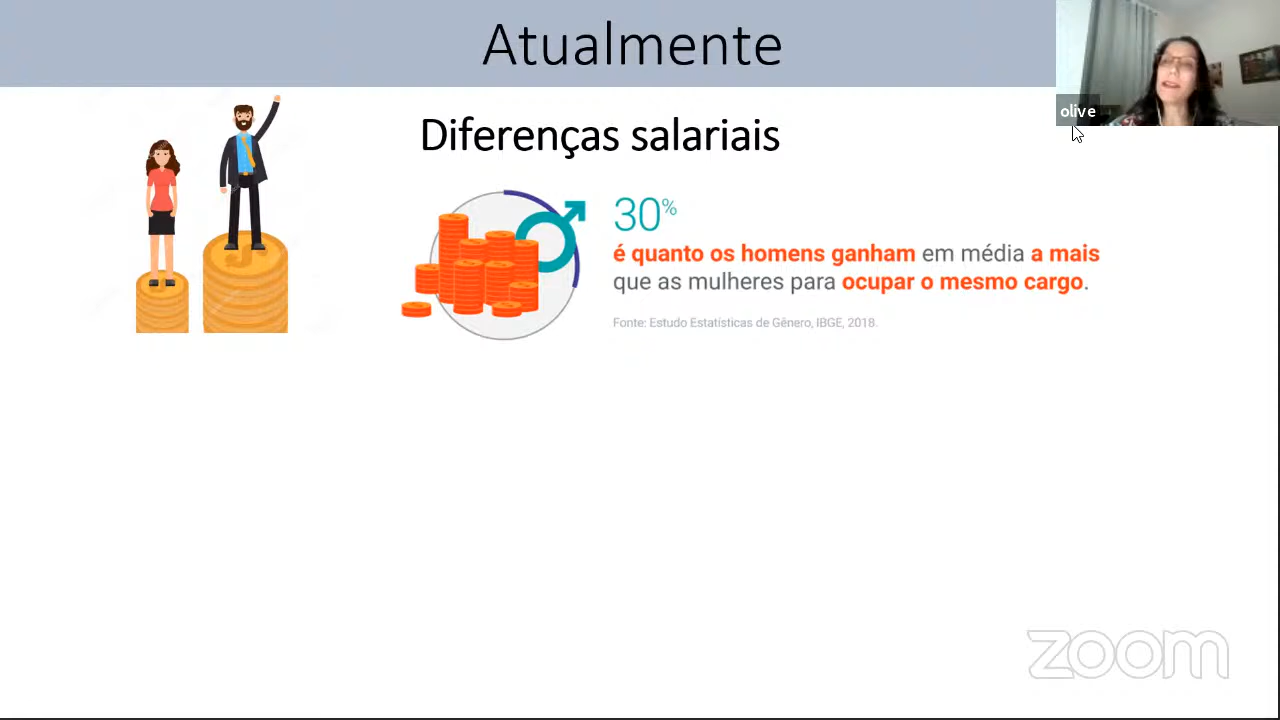 Atualmente
olive
Diferenças salariais
30%
é quanto os homens ganham em média a mais
que as mulheres para ocupar o mesmo cargo.
Fonte: Estudo Estatísticas de Gênero, IBGE, 2018.
zoom